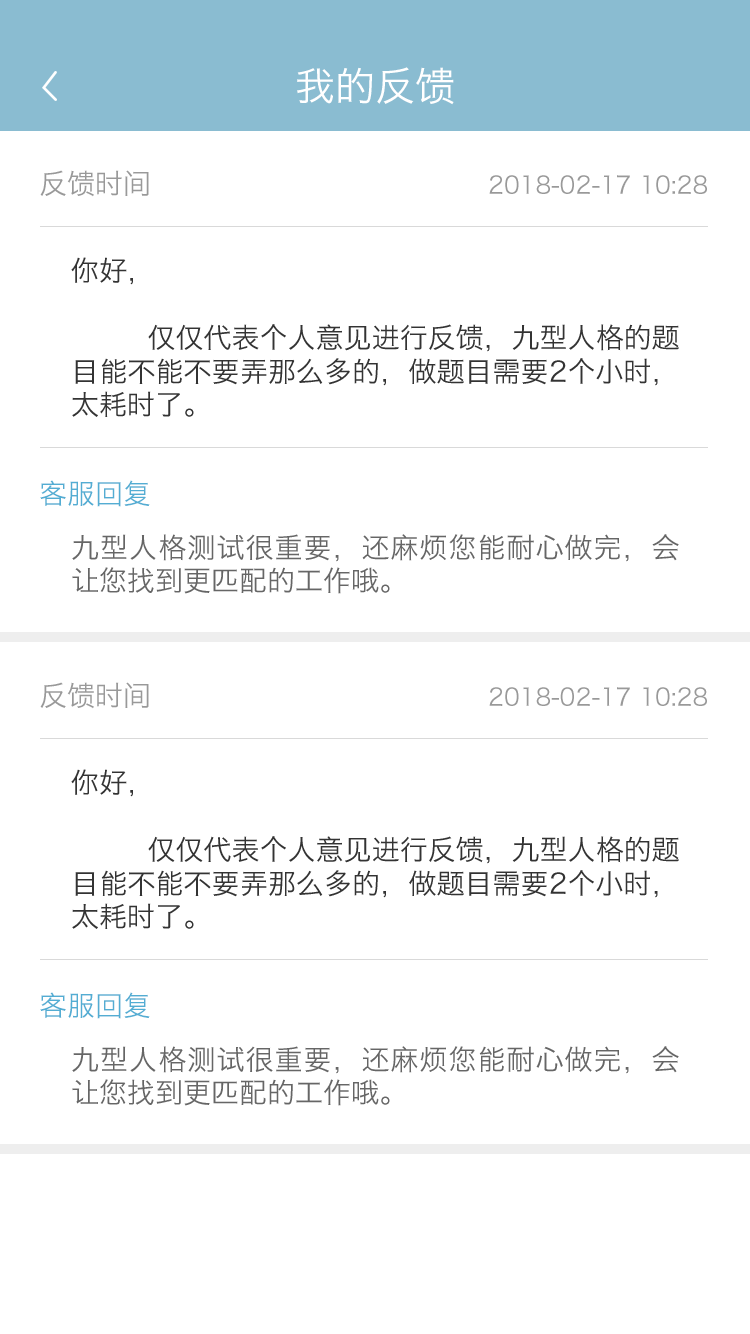 我的反馈
反馈时间 2018-02-17 10:28
你好,
仅仅代表个人意见进行反馈, 九型人格的题
目能不能不要弄那么多的, 做题目需要2个小时,
太耗时了。
客服回复
九型人格测试很重要, 还麻烦您能耐心做完, 会
让您找到更匹配的工作哦。
反馈时间 2018-02-17 10:28
你好,
仅仅代表个人意见进行反馈, 九型人格的题
目能不能不要弄那么多的, 做题目需要2个小时,
太耗时了。
客服回复
九型人格测试很重要, 还麻烦您能耐心做完, 会
让您找到更匹配的工作哦。